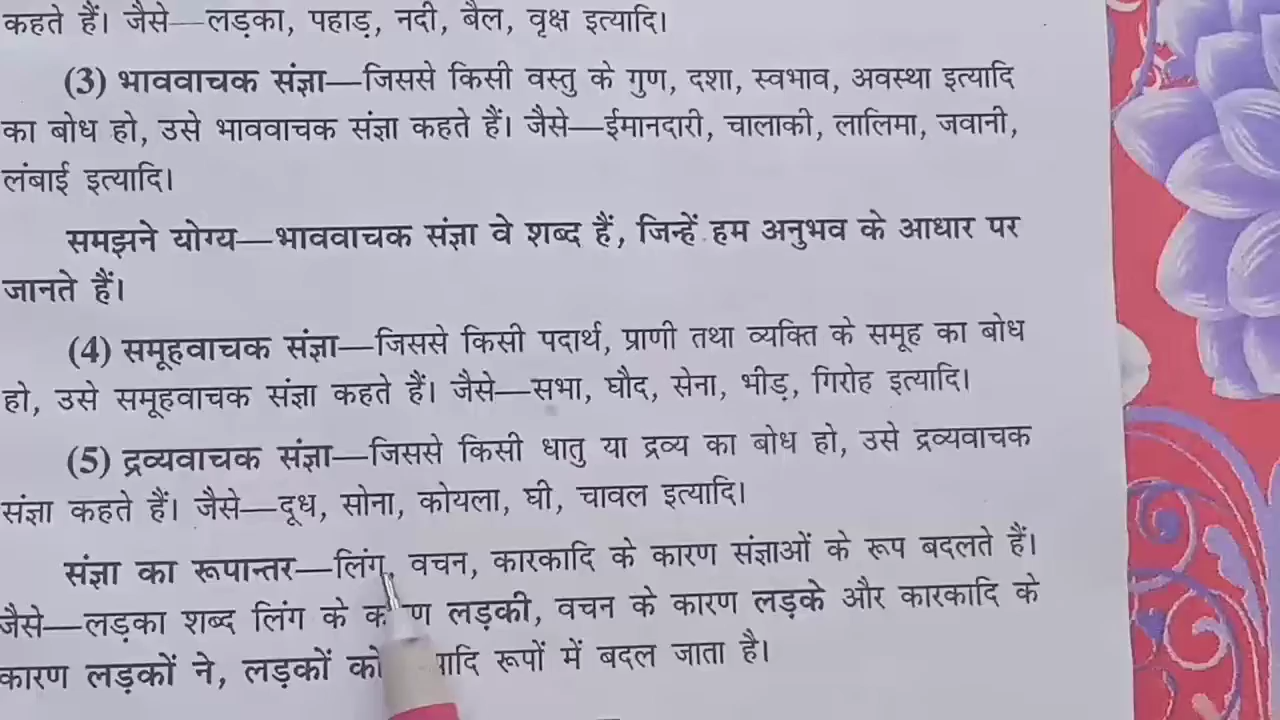 कहते हैं। जैसे—लड़का, पहाड़, नदी, बैल, वृक्ष इत्यादि।
(3) भाववाचक संज्ञा—जिससे किसी वस्तु के गुण, दशा, स्वभाव, अवस्था इत्यादि
का बोध हो, उसे भाववाचक संज्ञा कहते हैं। जैसे—ईमानदारी, चालाकी, लालिमा, जवानी,
लंबाई इत्यादि।
समझने योग्य—भाववाचक संज्ञा वे शब्द हैं, जिन्हें हम अनुभव के आधार पर
जानते हैं।
(4) समूहवाचक संज्ञा—जिससे किसी पदार्थ, प्राणी तथा व्यक्ति के समूह का बोध
हो, उसे समूहवाचक संज्ञा कहते हैं। जैसे—सभा, घौद, सेना, भीड़, गिरोह इत्यादि।
(5) द्रव्यवाचक संज्ञा—जिससे किसी धातु या द्रव्य का बोध हो, उसे द्रव्यवाचक
संज्ञा कहते हैं। जैसे—दूध, सोना, कोयला, घी, चावल इत्यादि।
संज्ञा का रूपान्तर—लिंग, वचन, कारकादि के कारण संज्ञाओं के रूप बदलते हैं।
जैसे—लड़का शब्द लिंग के लड़की, वचन के कारण लड़के और कारकादि के
कारण लड़कों ने, लड़कों को रूपों में बदल जाता है।